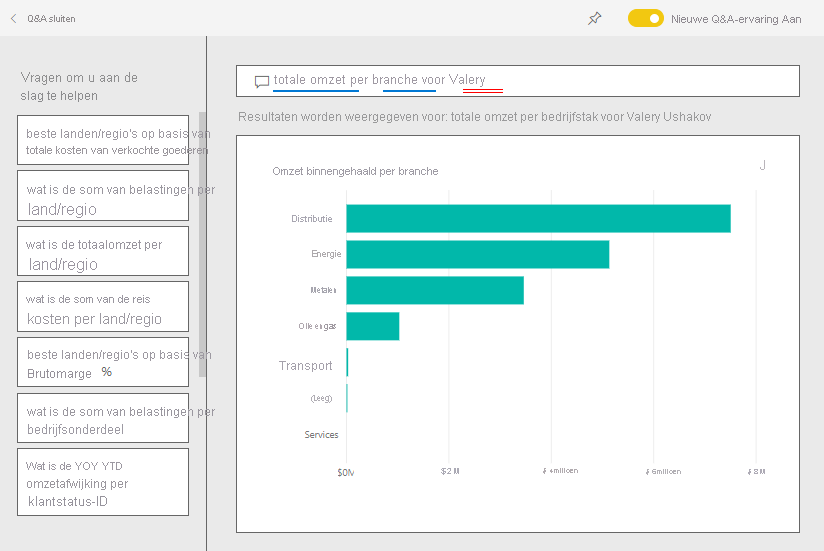 Q&A sluiten
Nieuwe Q&A-ervaring Aan
Vragen om u aan de
slag te helpen
beste landen/regio's op basis van
totale kosten van verkochte goederen
wat is de som van belastingen per
land/regio
wat is de totaalomzet per
land/regio
wat is de som van de reis
kosten per land/regio
beste landen/regio's op basis van
Brutomarge %
wat is de som van belastingen per
bedrijfsonderdeel
Wat is de YOY YTD
omzetafwijking per
klantstatus-ID
totale omzet per branche voor Valery
Resultaten worden weergegeven voor: totale omzet per bedrijfstak voor Valery Ushakov
Omzet binnengehaald per branche
J
Distributie
Energie
Metalen
Olie en gas
Transport
(Leeg)
Services
$0M
$2 M
4 miljoen
6 miljoen
$ 8 M